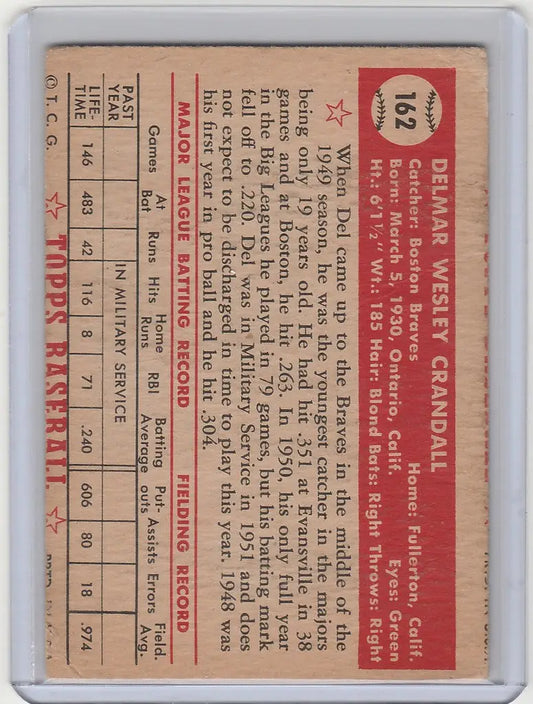 162
DELMAR WESLEY CRANDALL
Catcher: Boston Braves Home: Fullerton, Calif.
Born: March 5, 1930, Ontario, Calif. Eyes: Green
Ht.: 6'1½" Wt.: 185 Hair: Blond Bats: Right Throws: Right
When Del came up to the Braves in the middle of the
1949 season, he was the youngest catcher in the majors
being only 19 years old. He had hit .351 at Evansville in 38
games and at Boston, he hit .263. In 1950, his only full year
in the Big Leagues he played in 79 games, but his batting mark
fell off to .220. Del was in Military Service in 1951 and does
not expect to be discharged in time to play this year. 1948 was
his first year in pro ball and he hit .304.
MAJOR LEAGUE BATTING RECORD FIELDING RECORD
Games At Bat Runs Hits Home Runs RBI Batting Average Put-outs Assists Errors Field. Avg.
PAST YEAR IN MILITARY SERVICE
LIFE-TIME 146 483 42 116 8 71 .240 606 80 18 .974
© T. C. G. TOPPS BASEBALL